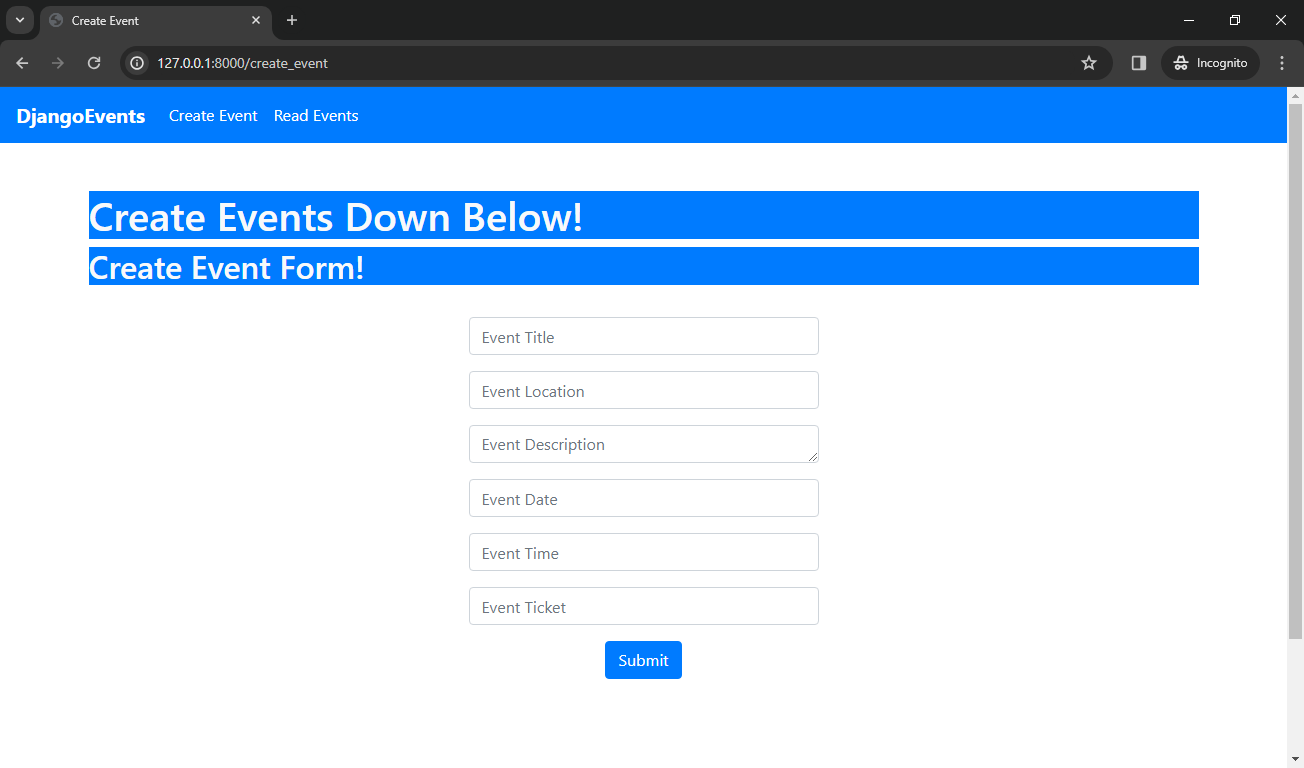 Create Event
127.0.0.1:8000/create_event
Incognito
DjangoEvents Create Event Read Events
Create Events Down Below!
Create Event Form!
Event Title
Event Location
Event Description
Event Date
Event Time
Event Ticket
Submit